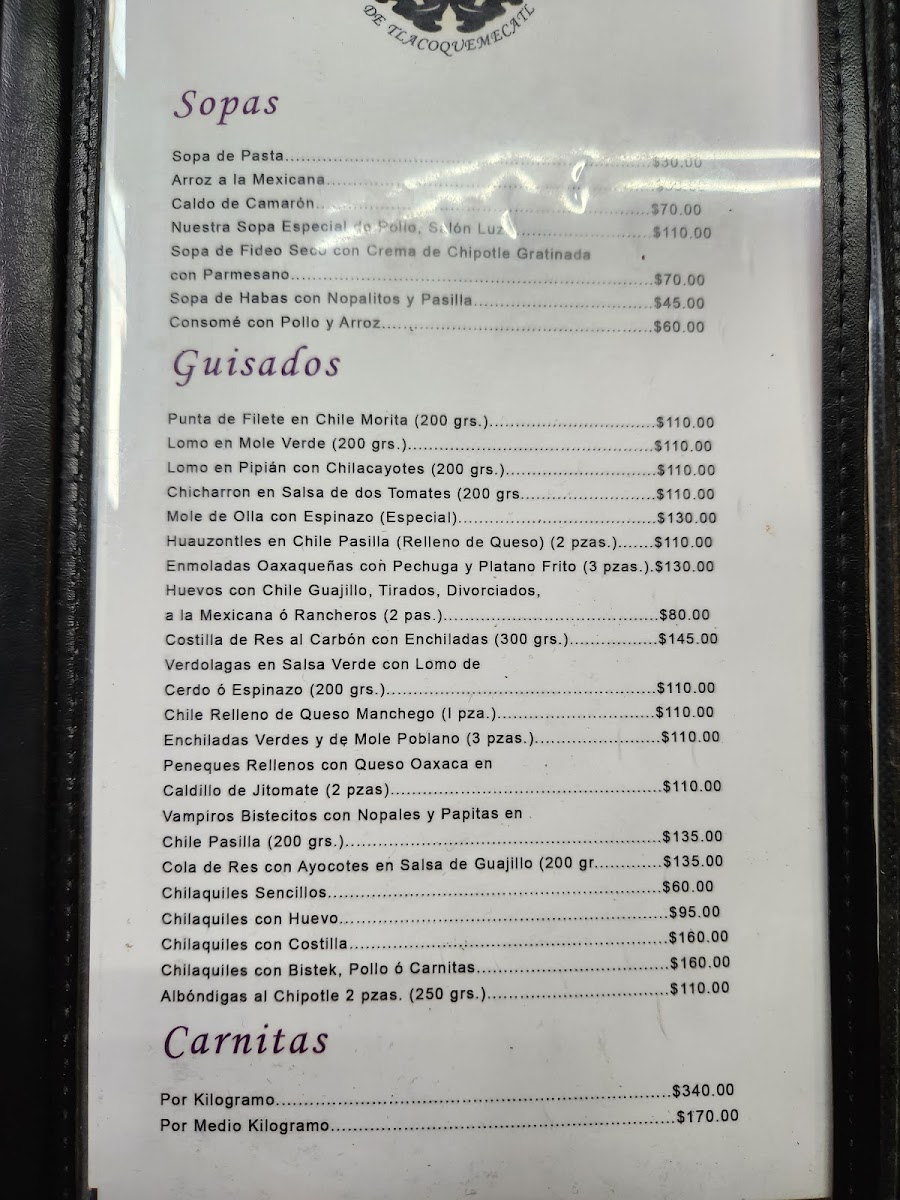 DE TLACOQUEMECATL
Sopas
Sopa de Pasta..................$30.00
Arroz a la Mexicana..................
Caldo de Camarón..................$70.00
Nuestra Sopa Especial de Pollo, Salón Luz..................$110.00
Sopa de Fideo Seco con Crema de Chipotle Gratinada
con Parmesano..................$70.00
Sopa de Habas con Nopalitos y Pasilla..................$45.00
Consomé con Pollo y Arroz..................$60.00
Guisados
Punta de Filete en Chile Morita (200 grs.)..................$110.00
Lomo en Mole Verde (200 grs.)..................$110.00
Lomo en Pipián con Chilacayotes (200 grs.)..................$110.00
Chicharron en Salsa de dos Tomates (200 grs..................$110.00
Mole de Olla con Espinazo (Especial)..................$130.00
Huauzontles en Chile Pasilla (Relleno de Queso) (2 pzas.).......$110.00
Enmoladas Oaxaqueñas con Pechuga y Platano Frito (3 pzas.).$130.00
Huevos con Chile Guajillo, Tirados, Divorciados,
a la Mexicana ó Rancheros (2 pas.)..................$80.00
Costilla de Res al Carbón con Enchiladas (300 grs.)..................$145.00
Verdolagas en Salsa Verde con Lomo de
Cerdo ó Espinazo (200 grs.)..................$110.00
Chile Relleno de Queso Manchego (I pza.)..................$110.00
Enchiladas Verdes y de Mole Poblano (3 pzas.)..................$110.00
Peneques Rellenos con Queso Oaxaca en
Caldillo de Jitomate (2 pzas)..................$110.00
Vampiros Bistecitos con Nopales y Papitas en
Chile Pasilla (200 grs.)..................$135.00
Cola de Res con Ayocotes en Salsa de Guajillo (200 gr............$135.00
Chilaquiles Sencillos..................$60.00
Chilaquiles con Huevo..................$95.00
Chilaquiles con Costilla..................$160.00
Chilaquiles con Bistek, Pollo ó Carnitas..................$160.00
Albóndigas al Chipotle 2 pzas. (250 grs.)..................$110.00
Carnitas
Por Kilogramo..................$340.00
Por Medio Kilogramo..................$170.00